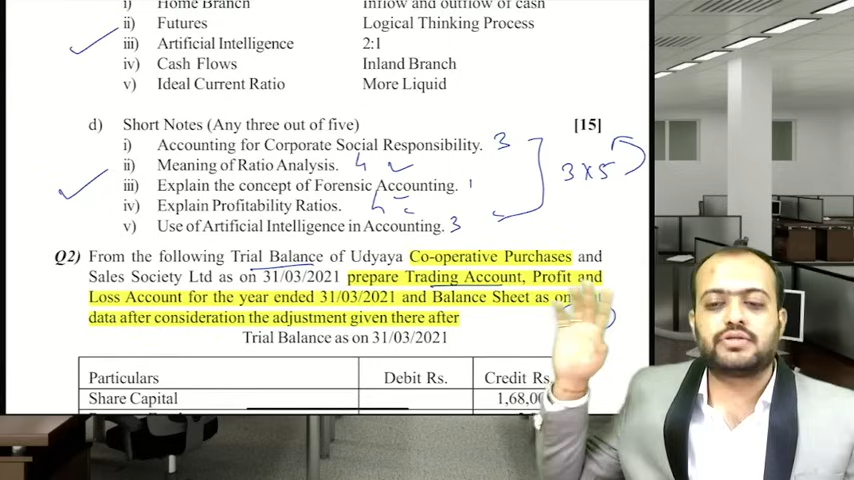 i) Home Branch Inflow and outflow of cash
ii) Futures Logical Thinking Process
iii) Artificial Intelligence 2:1
iv) Cash Flows Inland Branch
v) Ideal Current Ratio More Liquid
d) Short Notes (Any three out of five) [15]
i) Accounting for Corporate Social Responsibility. 3
ii) Meaning of Ratio Analysis. 4
iii) Explain the concept of Forensic Accounting. 1
3x5
iv) Explain Profitability Ratios. 4
v) Use of Artificial Intelligence in Accounting. 3
Q2) From the following Trial Balance of Udyaya Co-operative Purchases and
Sales Society Ltd as on 31/03/2021 prepare Trading Account, Profit and
Loss Account for the year ended 31/03/2021 and Balance Sheet as on
data after consideration the adjustment given there after
Trial Balance as on 31/03/2021
Particulars Debit Rs. Credit Rs.
Share Capital 1,68,00